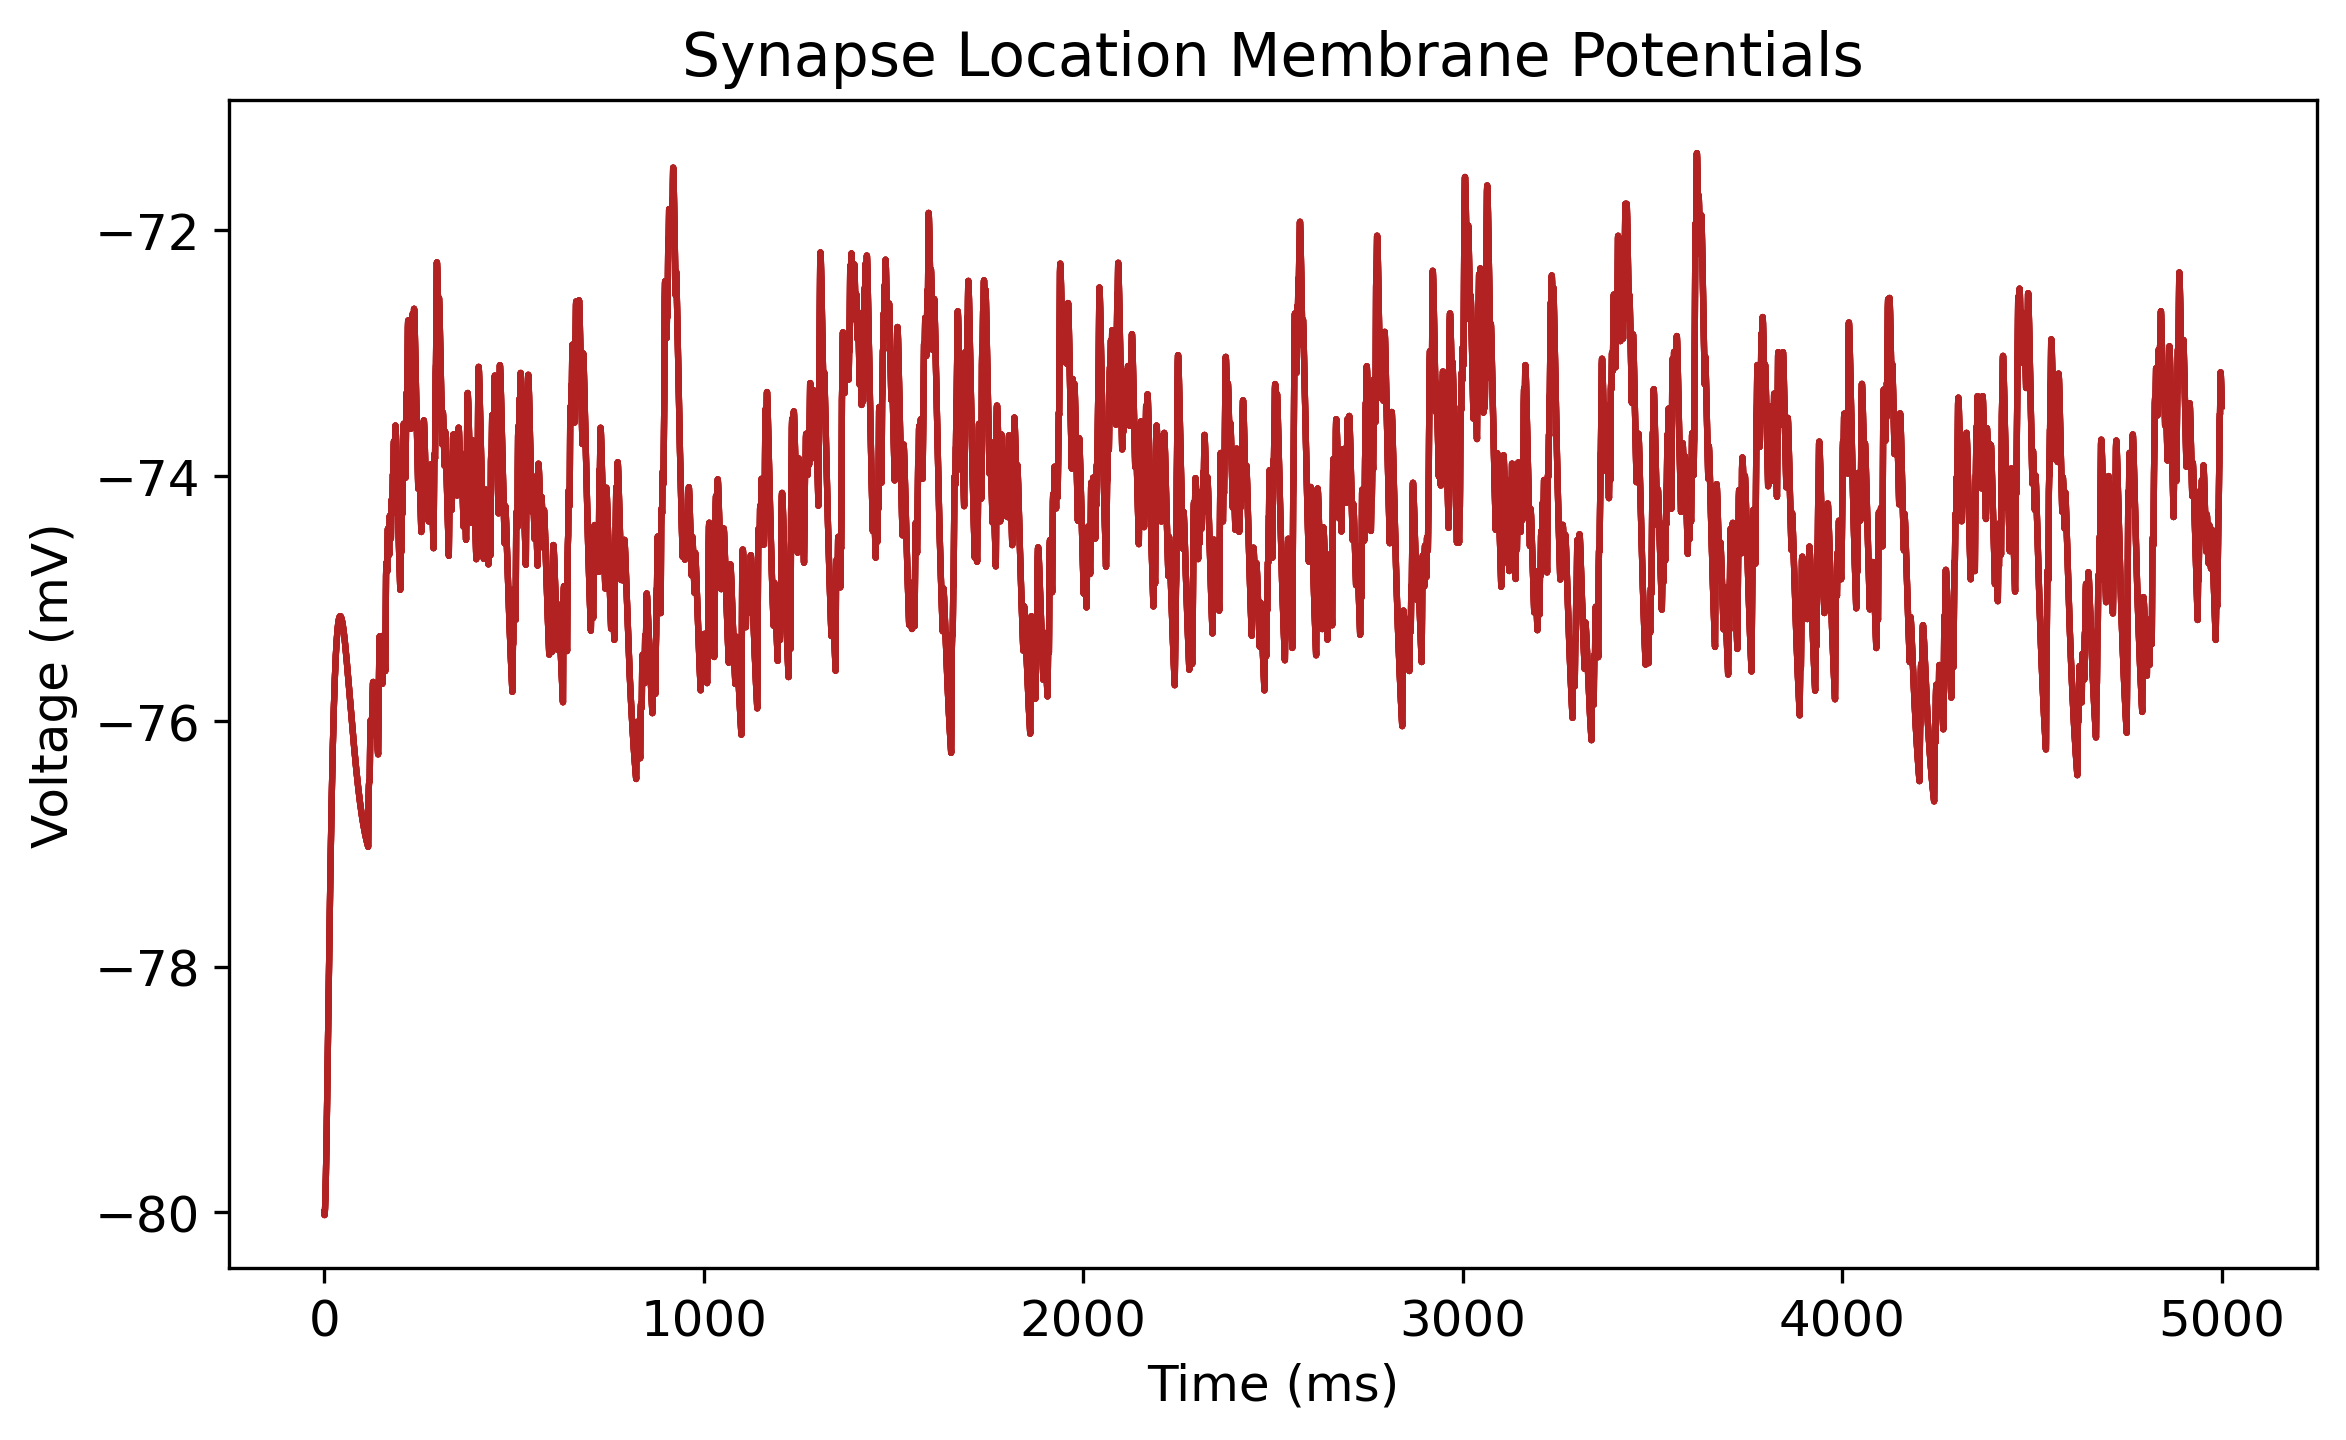 Synapse Location Membrane Potentials
Voltage (mV)
−72
−74
−76
−78
−80
0 1000 2000 3000 4000 5000
Time (ms)